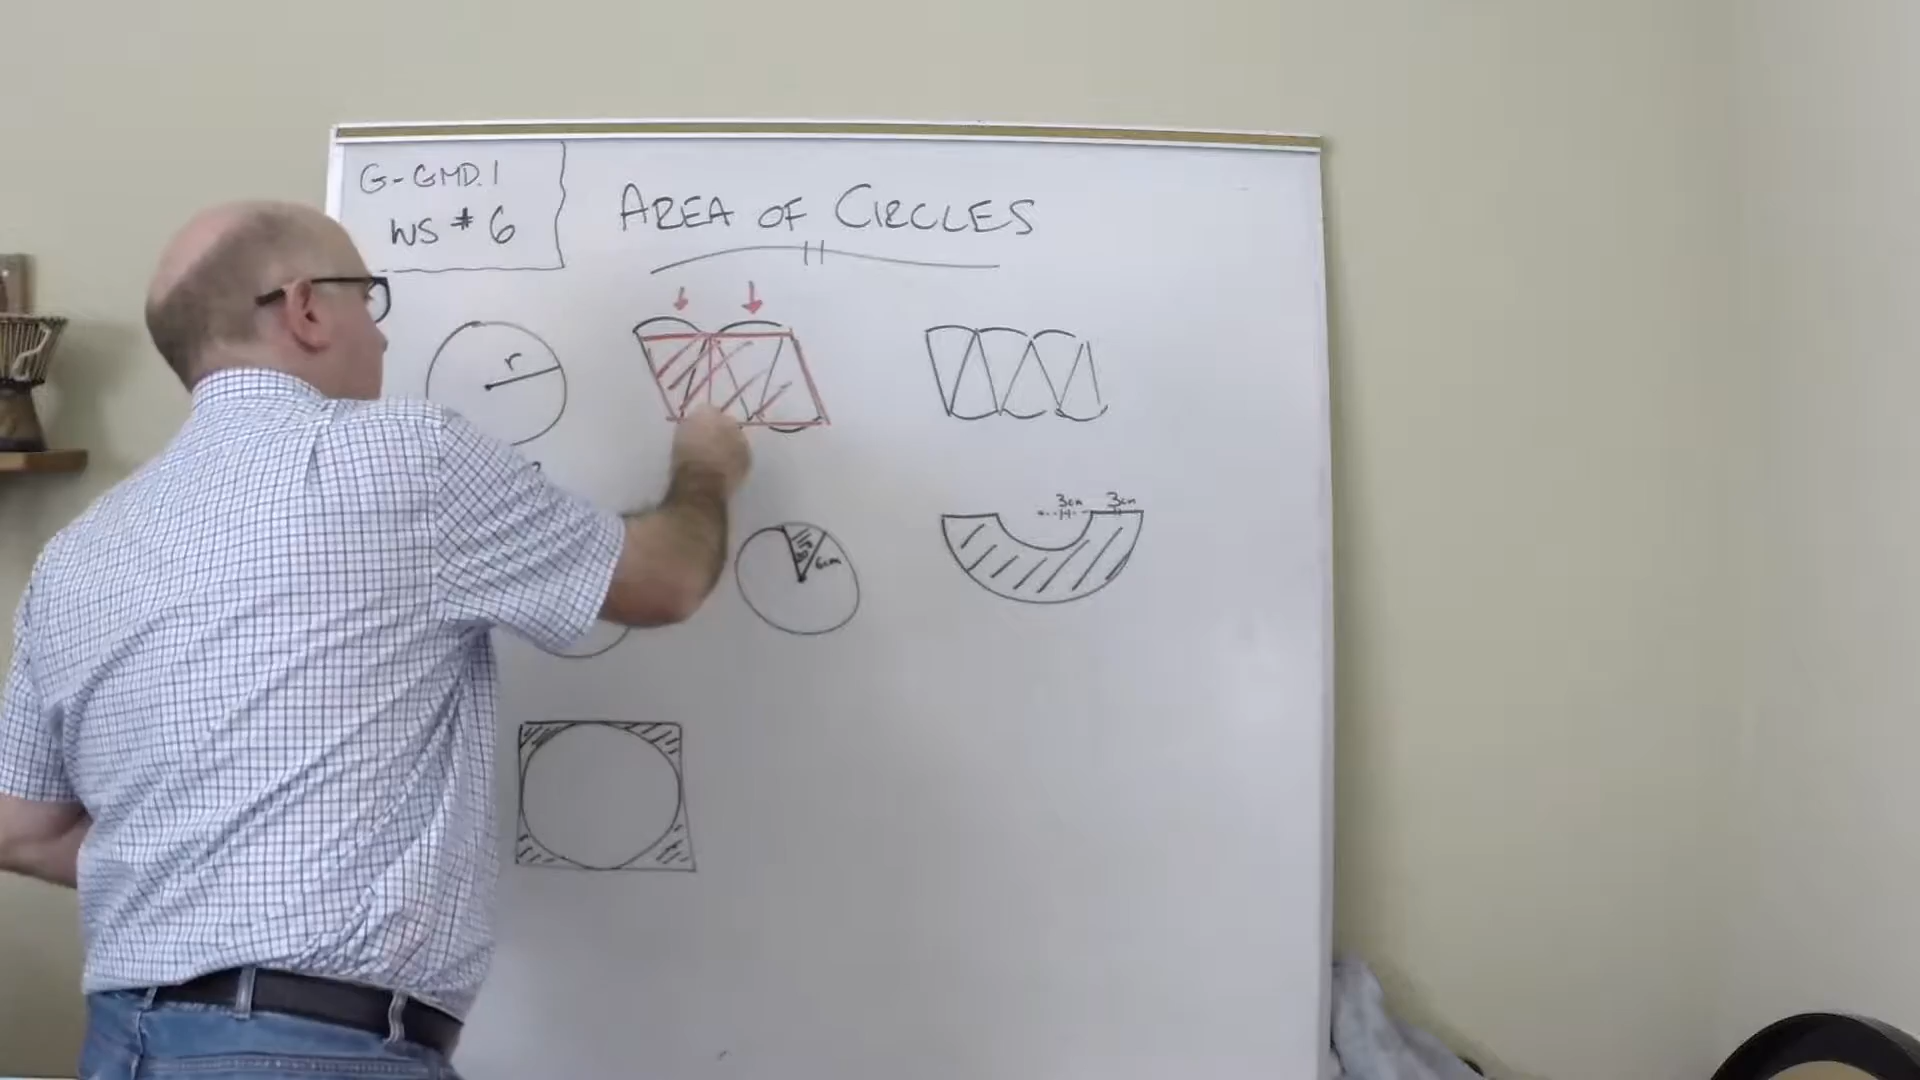 G-GMD.1
WS # 6
AREA OF CIRCLES
r
3cm 3cm
6cm